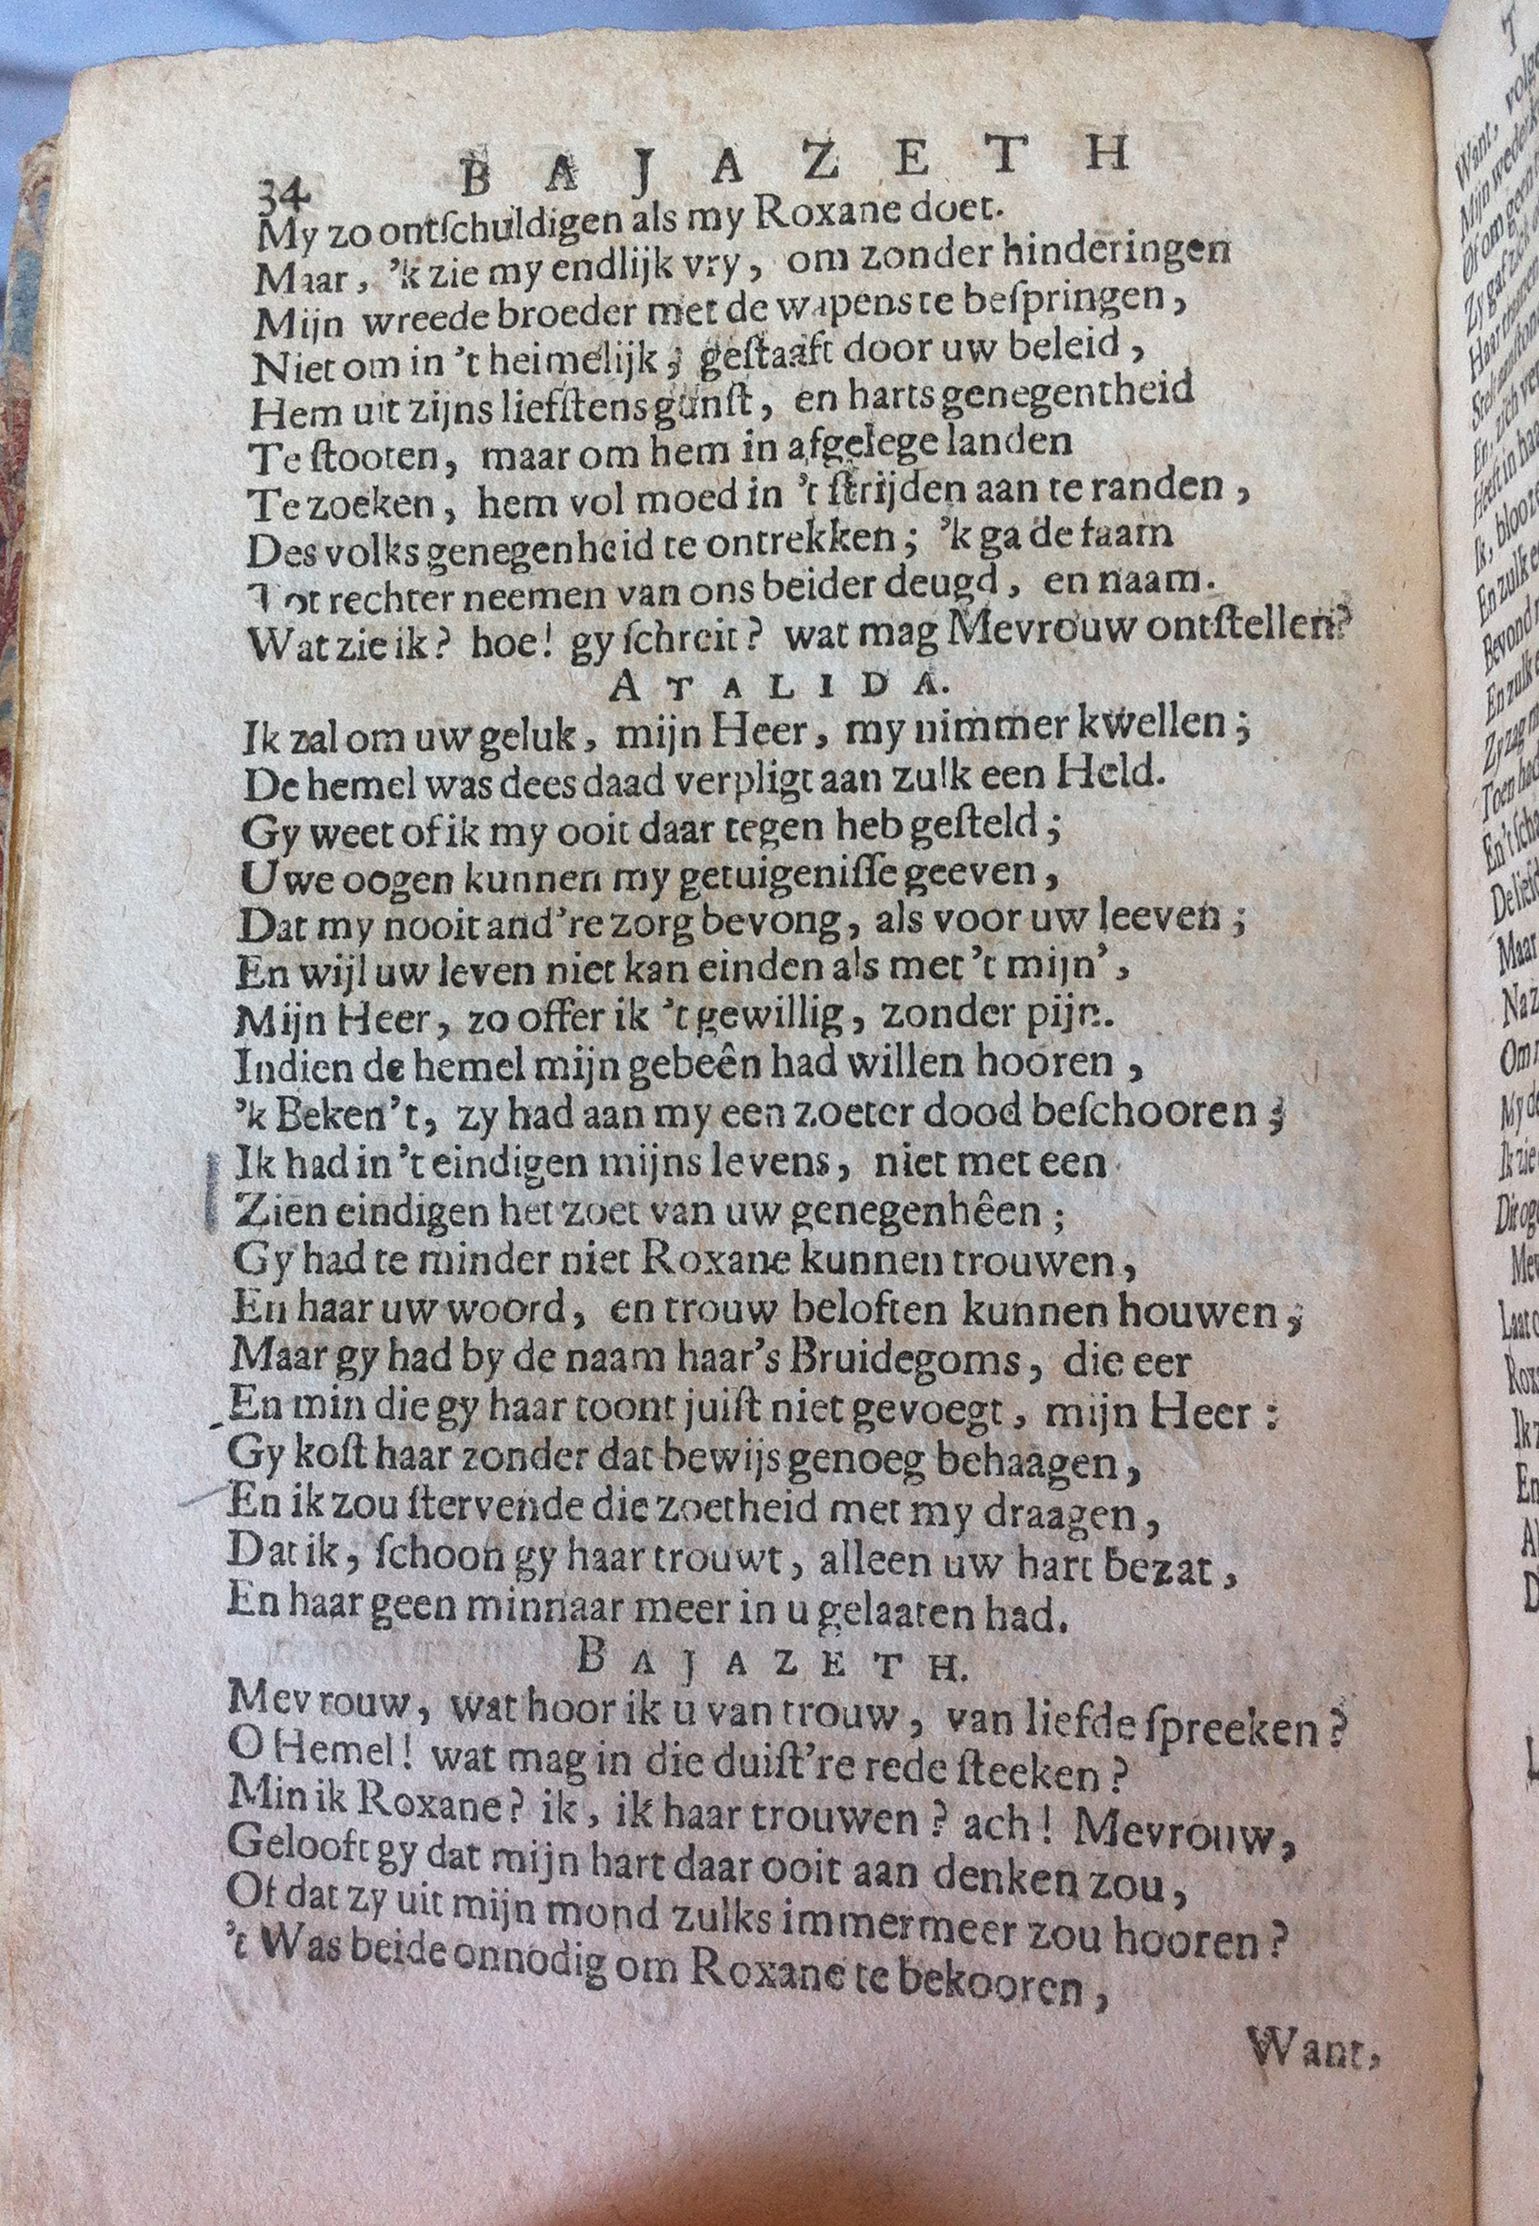 34 BAJAZETH
My zo ontſchuldigen als my Roxane doet.
Maar, 'k zie my endlijk vry, om zonder hinderingen
Mijn wreede broeder met de wapens te beſpringen,
Niet om in 't heimelijk, geſtaaft door uw beleid,
Hem uit zijns liefſtens gunſt, en harts genegentheid
Te ſtooten, maar om hem in afgelege landen
Te zoeken, hem vol moed in 't ſtrijden aan te randen,
Des volks genegenheid te ontrekken; 'k ga de faam
Tot rechter neemen van ons beider deugd, en naam.
Wat zie ik? hoe! gy ſchreit? wat mag Mevrouw ontſtellen?
ATALIDA.
Ik zal om uw geluk, mijn Heer, my nimmer kwellen;
De hemel was dees daad verpligt aan zulk een Held.
Gy weet of ik my ooit daar tegen heb geſteld;
Uwe oogen kunnen my getuigeniſſe geeven,
Dat my nooit and're zorg bevong, als voor uw leeven;
En wijl uw leven niet kan einden als met 't mijn',
Mijn Heer, zo offer ik 't gewillig, zonder pijn.
Indien de hemel mijn gebeên had willen hooren,
'k Beken 't, zy had aan my een zoeter dood beſchooren;
Ik had in 't eindigen mijns levens, niet met een
Zien eindigen het zoet van uw genegenhêen;
Gy had te minder niet Roxane kunnen trouwen,
En haar uw woord, en trouw beloften kunnen houwen;
Maar gy had by de naam haar's Bruidegoms, die eer
En min die gy haar toont juiſt niet gevoegt, mijn Heer:
Gy koſt haar zonder dat bewijs genoeg behaagen,
En ik zou ſtervende die zoetheid met my draagen,
Dat ik, ſchoon gy haar trouwt, alleen uw hart bezat,
En haar geen minnaar meer in u gelaaten had.
BAJAZETH.
Mevrouw, wat hoor ik u van trouw, van liefde ſpreeken?
O Hemel! wat mag in die duiſt're rede ſteeken?
Min ik Roxane? ik, ik haar trouwen? ach! Mevrouw,
Gelooft gy dat mijn hart daar ooit aan denken zou,
Of dat zy uit mijn mond zulks immermeer zou hooren?
't Was beide onnodig om Roxane te bekooren,
Want,